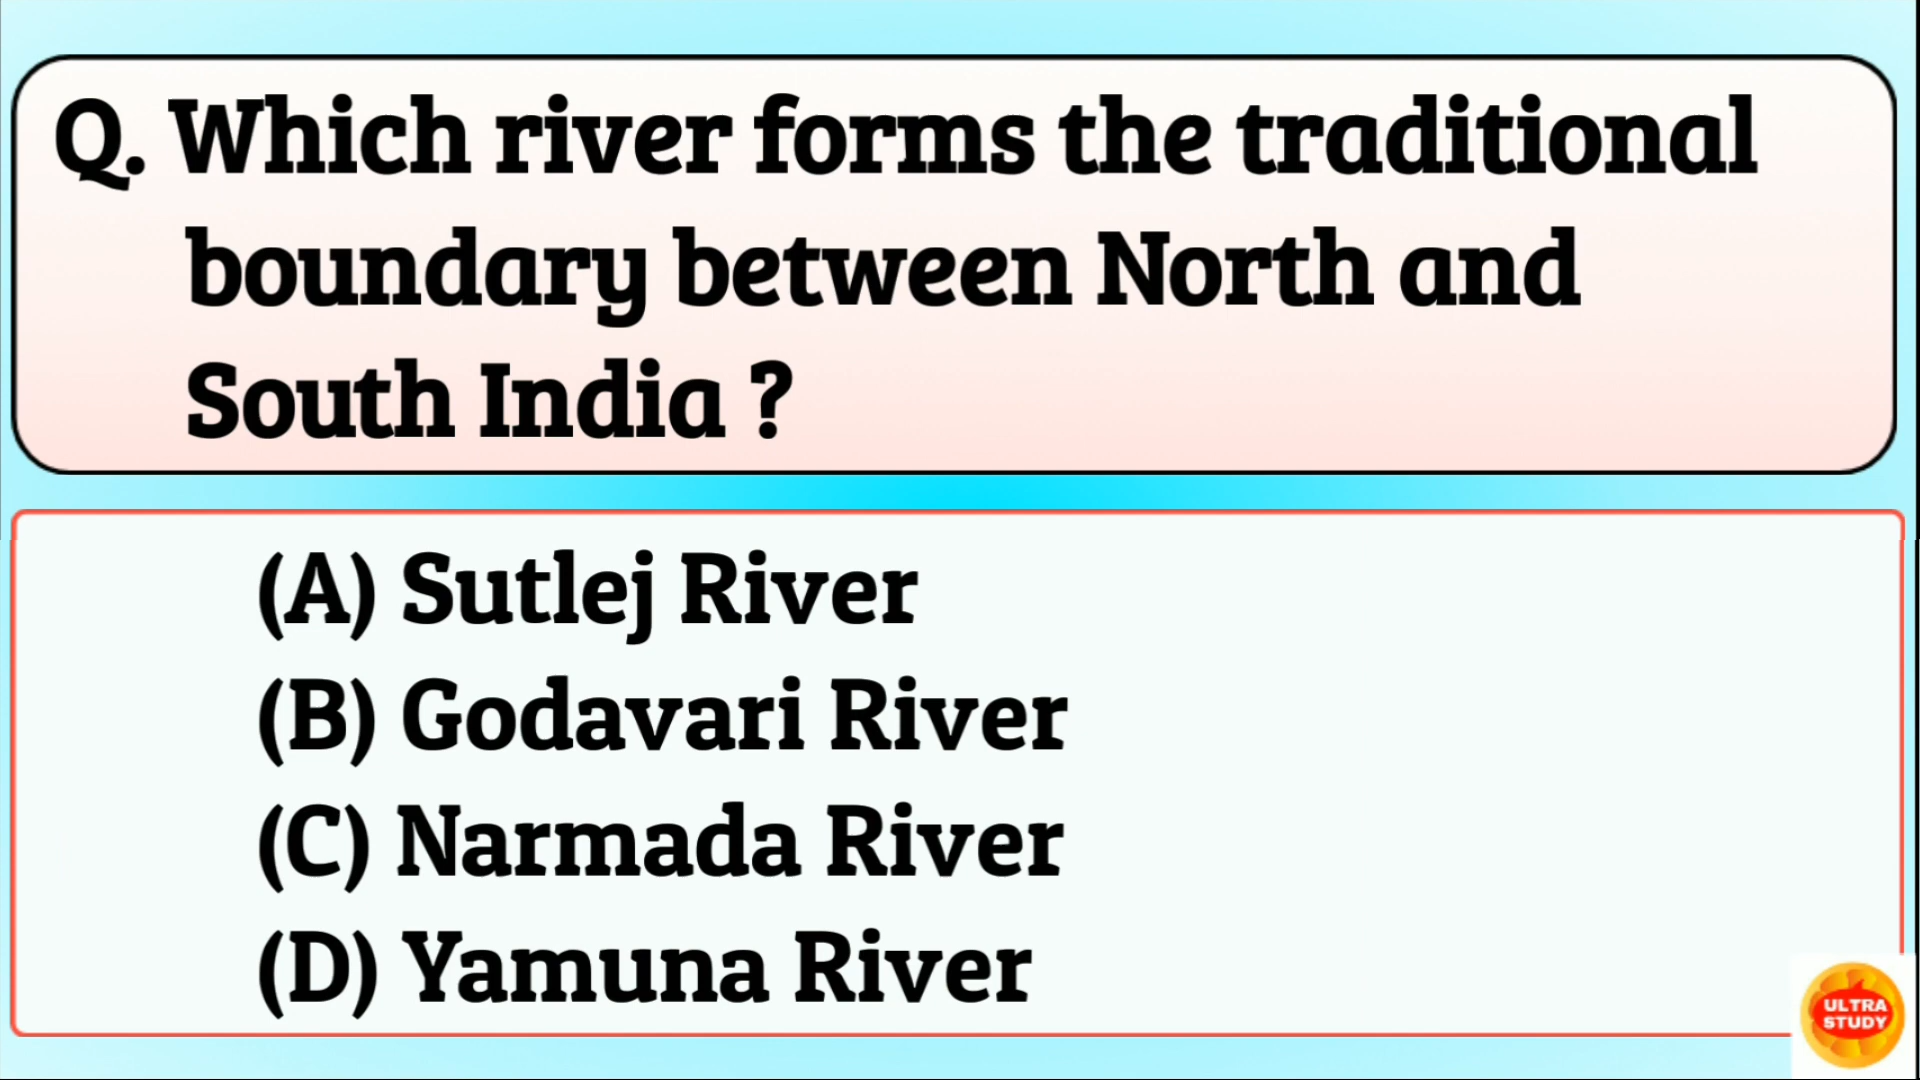 Q. Which river forms the traditional
boundary between North and
South India ?
(A) Sutlej River
(B) Godavari River
(C) Narmada River
(D) Yamuna River
ULTRA
STUDY